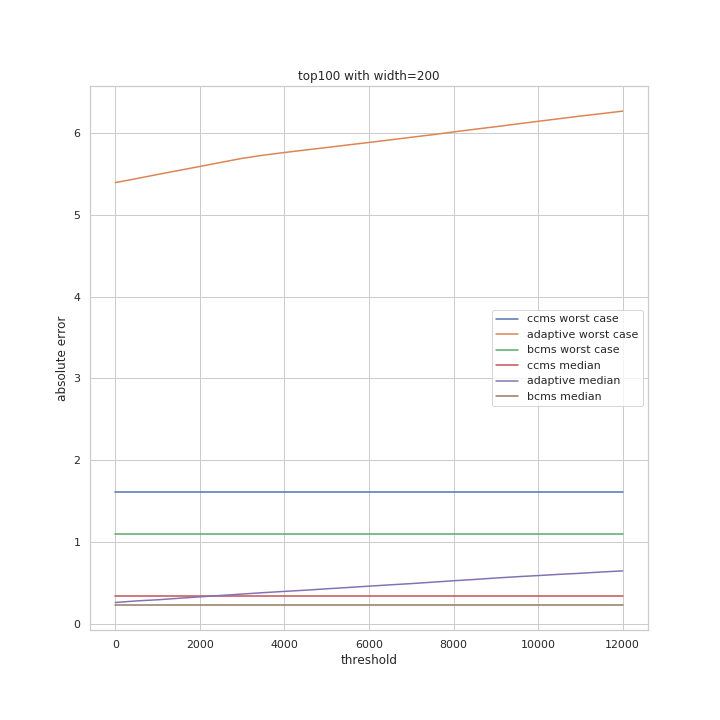 top100 with width=200
absolute error
6
5
4
3
2
1
0
ccms worst case
adaptive worst case
bcms worst case
ccms median
adaptive median
bcms median
0 2000 4000 6000 8000 10000 12000
threshold